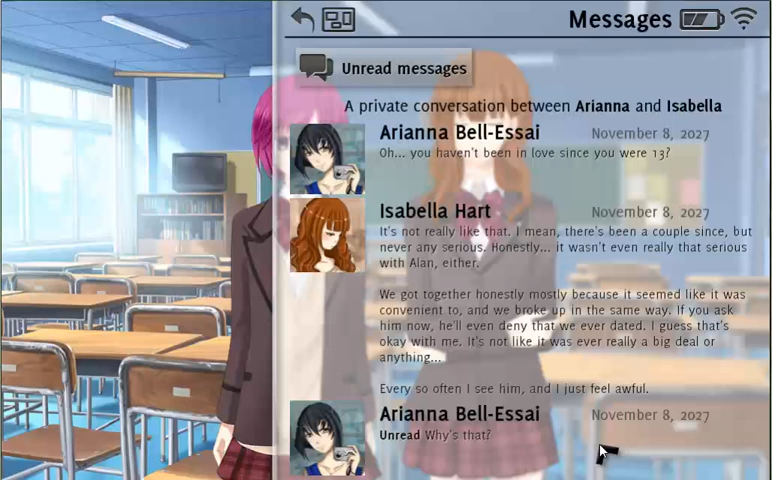 Messages
Unread messages
A private conversation between Arianna and Isabella
Arianna Bell-Essai November 8, 2027
Oh... you haven't been in love since you were 13?
Isabella Hart November 8, 2027
It's not really like that. I mean, there's been a couple since, but
never any serious. Honestly... it wasn't even really that serious
with Alan, either.
We got together honestly mostly because it seemed like it was
convenient to, and we broke up in the same way. If you ask
him now, he'll even deny that we ever dated. I guess that's
okay with me. It's not like it was ever really a big deal or
anything...
Every so often I see him, and I just feel awful.
Arianna Bell-Essai November 8, 2027
Unread Why's that?